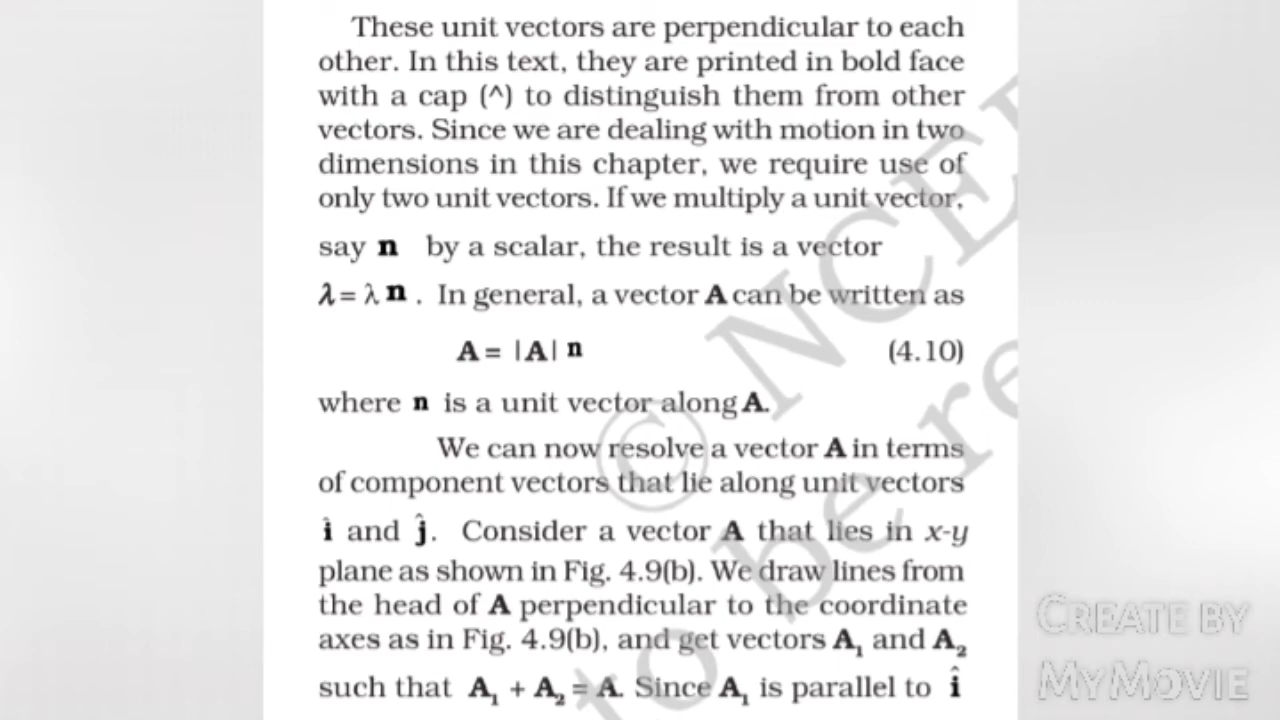 These unit vectors are perpendicular to each
other. In this text, they are printed in bold face
with a cap (^) to distinguish them from other
vectors. Since we are dealing with motion in two
dimensions in this chapter, we require use of
only two unit vectors. If we multiply a unit vector,
say n by a scalar, the result is a vector
λ = λ n . In general, a vector A can be written as
A = |A| n (4.10)
where n is a unit vector along A.
We can now resolve a vector A in terms
of component vectors that lie along unit vectors
î and ĵ. Consider a vector A that lies in x-y
plane as shown in Fig. 4.9(b). We draw lines from
the head of A perpendicular to the coordinate
axes as in Fig. 4.9(b), and get vectors A₁ and A₂
such that A₁ + A₂ = A. Since A₁ is parallel to î
© NCE
to be re
CREATE BY
MYMOVIE